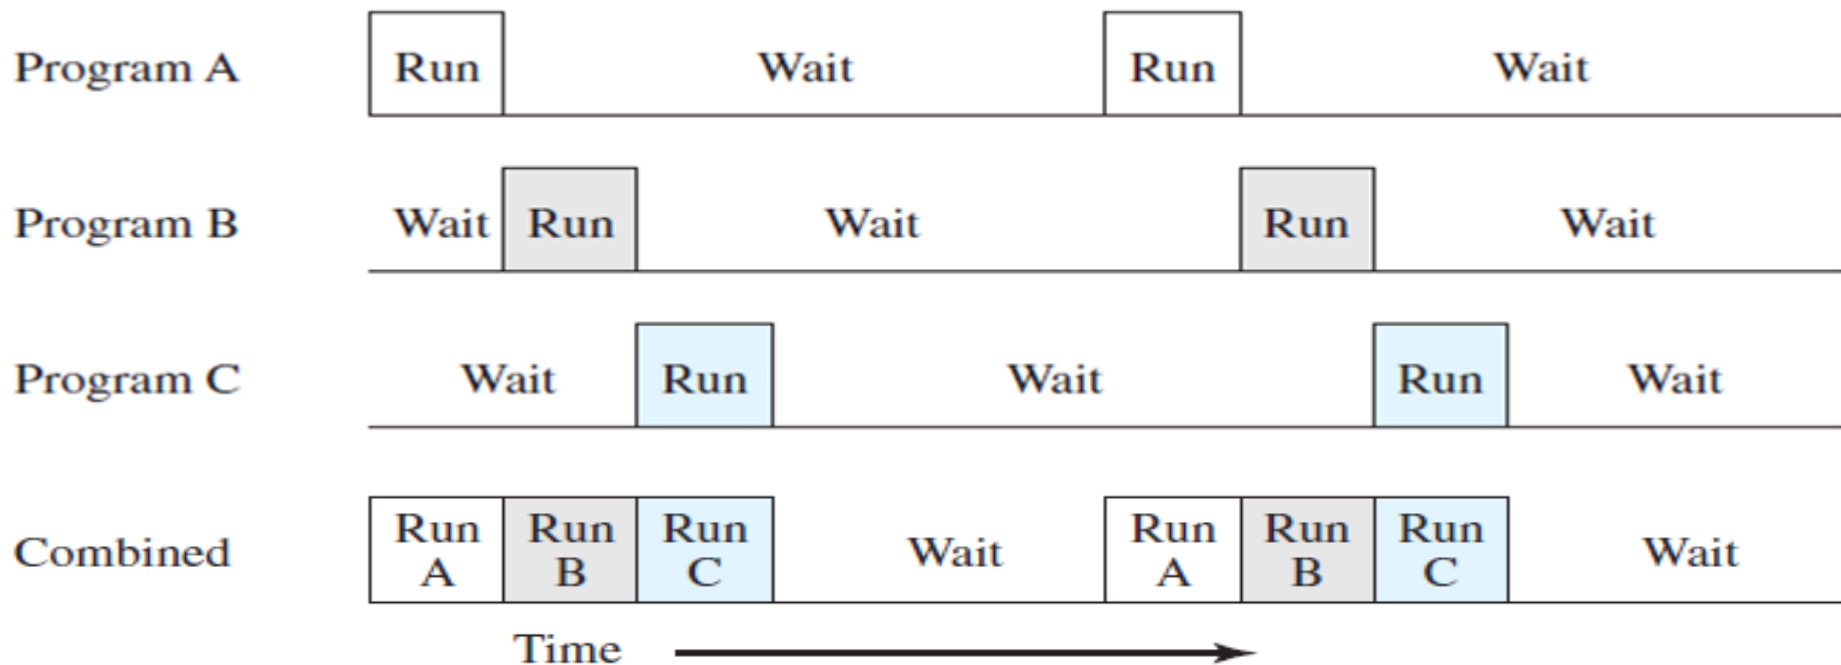 Program A Run Wait Run Wait
Program B Wait Run Wait Run Wait
Program C Wait Run Wait Run Wait
Combined Run A Run B Run C Wait Run A Run B Run C Wait
Time